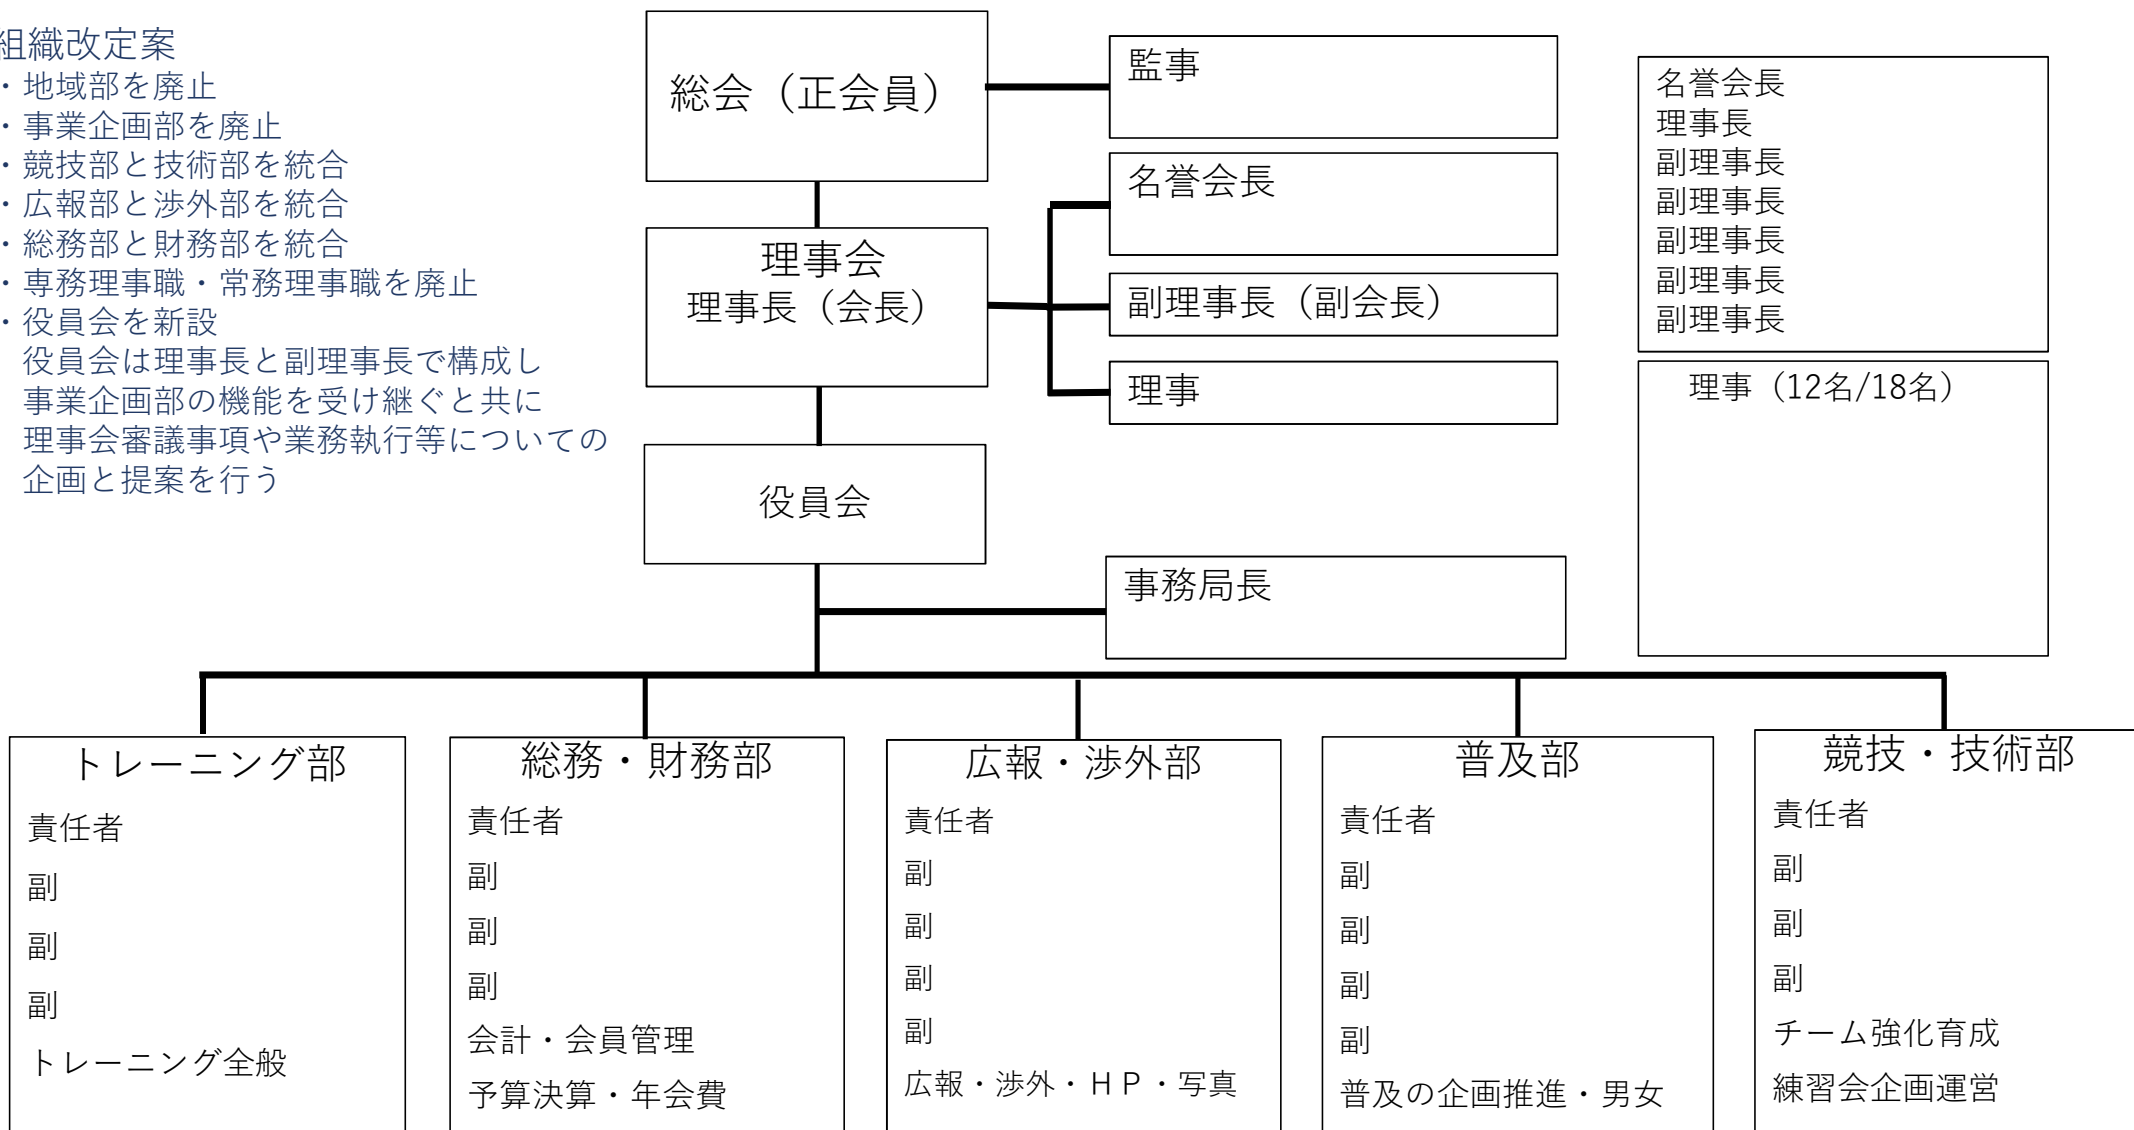 組織改定案
・地域部を廃止
・事業企画部を廃止
・競技部と技術部を統合
・広報部と渉外部を統合
・総務部と財務部を統合
・専務理事職・常務理事職を廃止
・役員会を新設
役員会は理事長と副理事長で構成し
事業企画部の機能を受け継ぐと共に
理事会審議事項や業務執行等についての
企画と提案を行う
総会（正会員）
監事
名誉会長
理事会
理事長（会長）
副理事長（副会長）
理事
役員会
事務局長
名誉会長
理事長
副理事長
副理事長
副理事長
副理事長
副理事長
理事（12名/18名）
トレーニング部
責任者
副
副
副
トレーニング全般
総務・財務部
責任者
副
副
副
会計・会員管理
予算決算・年会費
広報・渉外部
責任者
副
副
副
副
広報・渉外・ＨＰ・写真
普及部
責任者
副
副
副
副
普及の企画推進・男女
競技・技術部
責任者
副
副
副
チーム強化育成
練習会企画運営